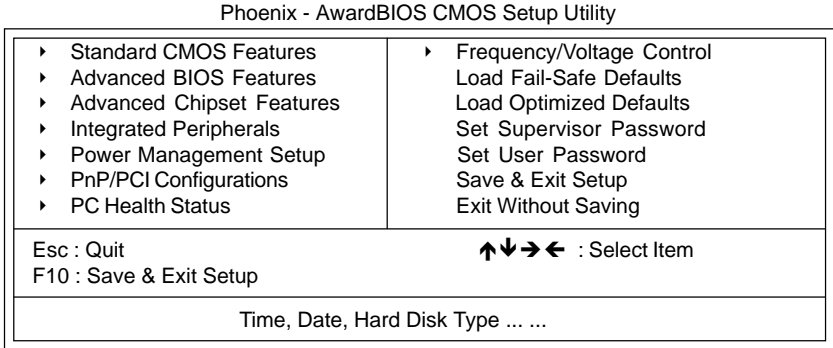 Phoenix - AwardBIOS CMOS Setup Utility
‣ Standard CMOS Features
‣ Advanced BIOS Features
‣ Advanced Chipset Features
‣ Integrated Peripherals
‣ Power Management Setup
‣ PnP/PCI Configurations
‣ PC Health Status
‣ Frequency/Voltage Control
Load Fail-Safe Defaults
Load Optimized Defaults
Set Supervisor Password
Set User Password
Save & Exit Setup
Exit Without Saving
Esc : Quit
F10 : Save & Exit Setup
↑↓→← : Select Item
Time, Date, Hard Disk Type ... ...